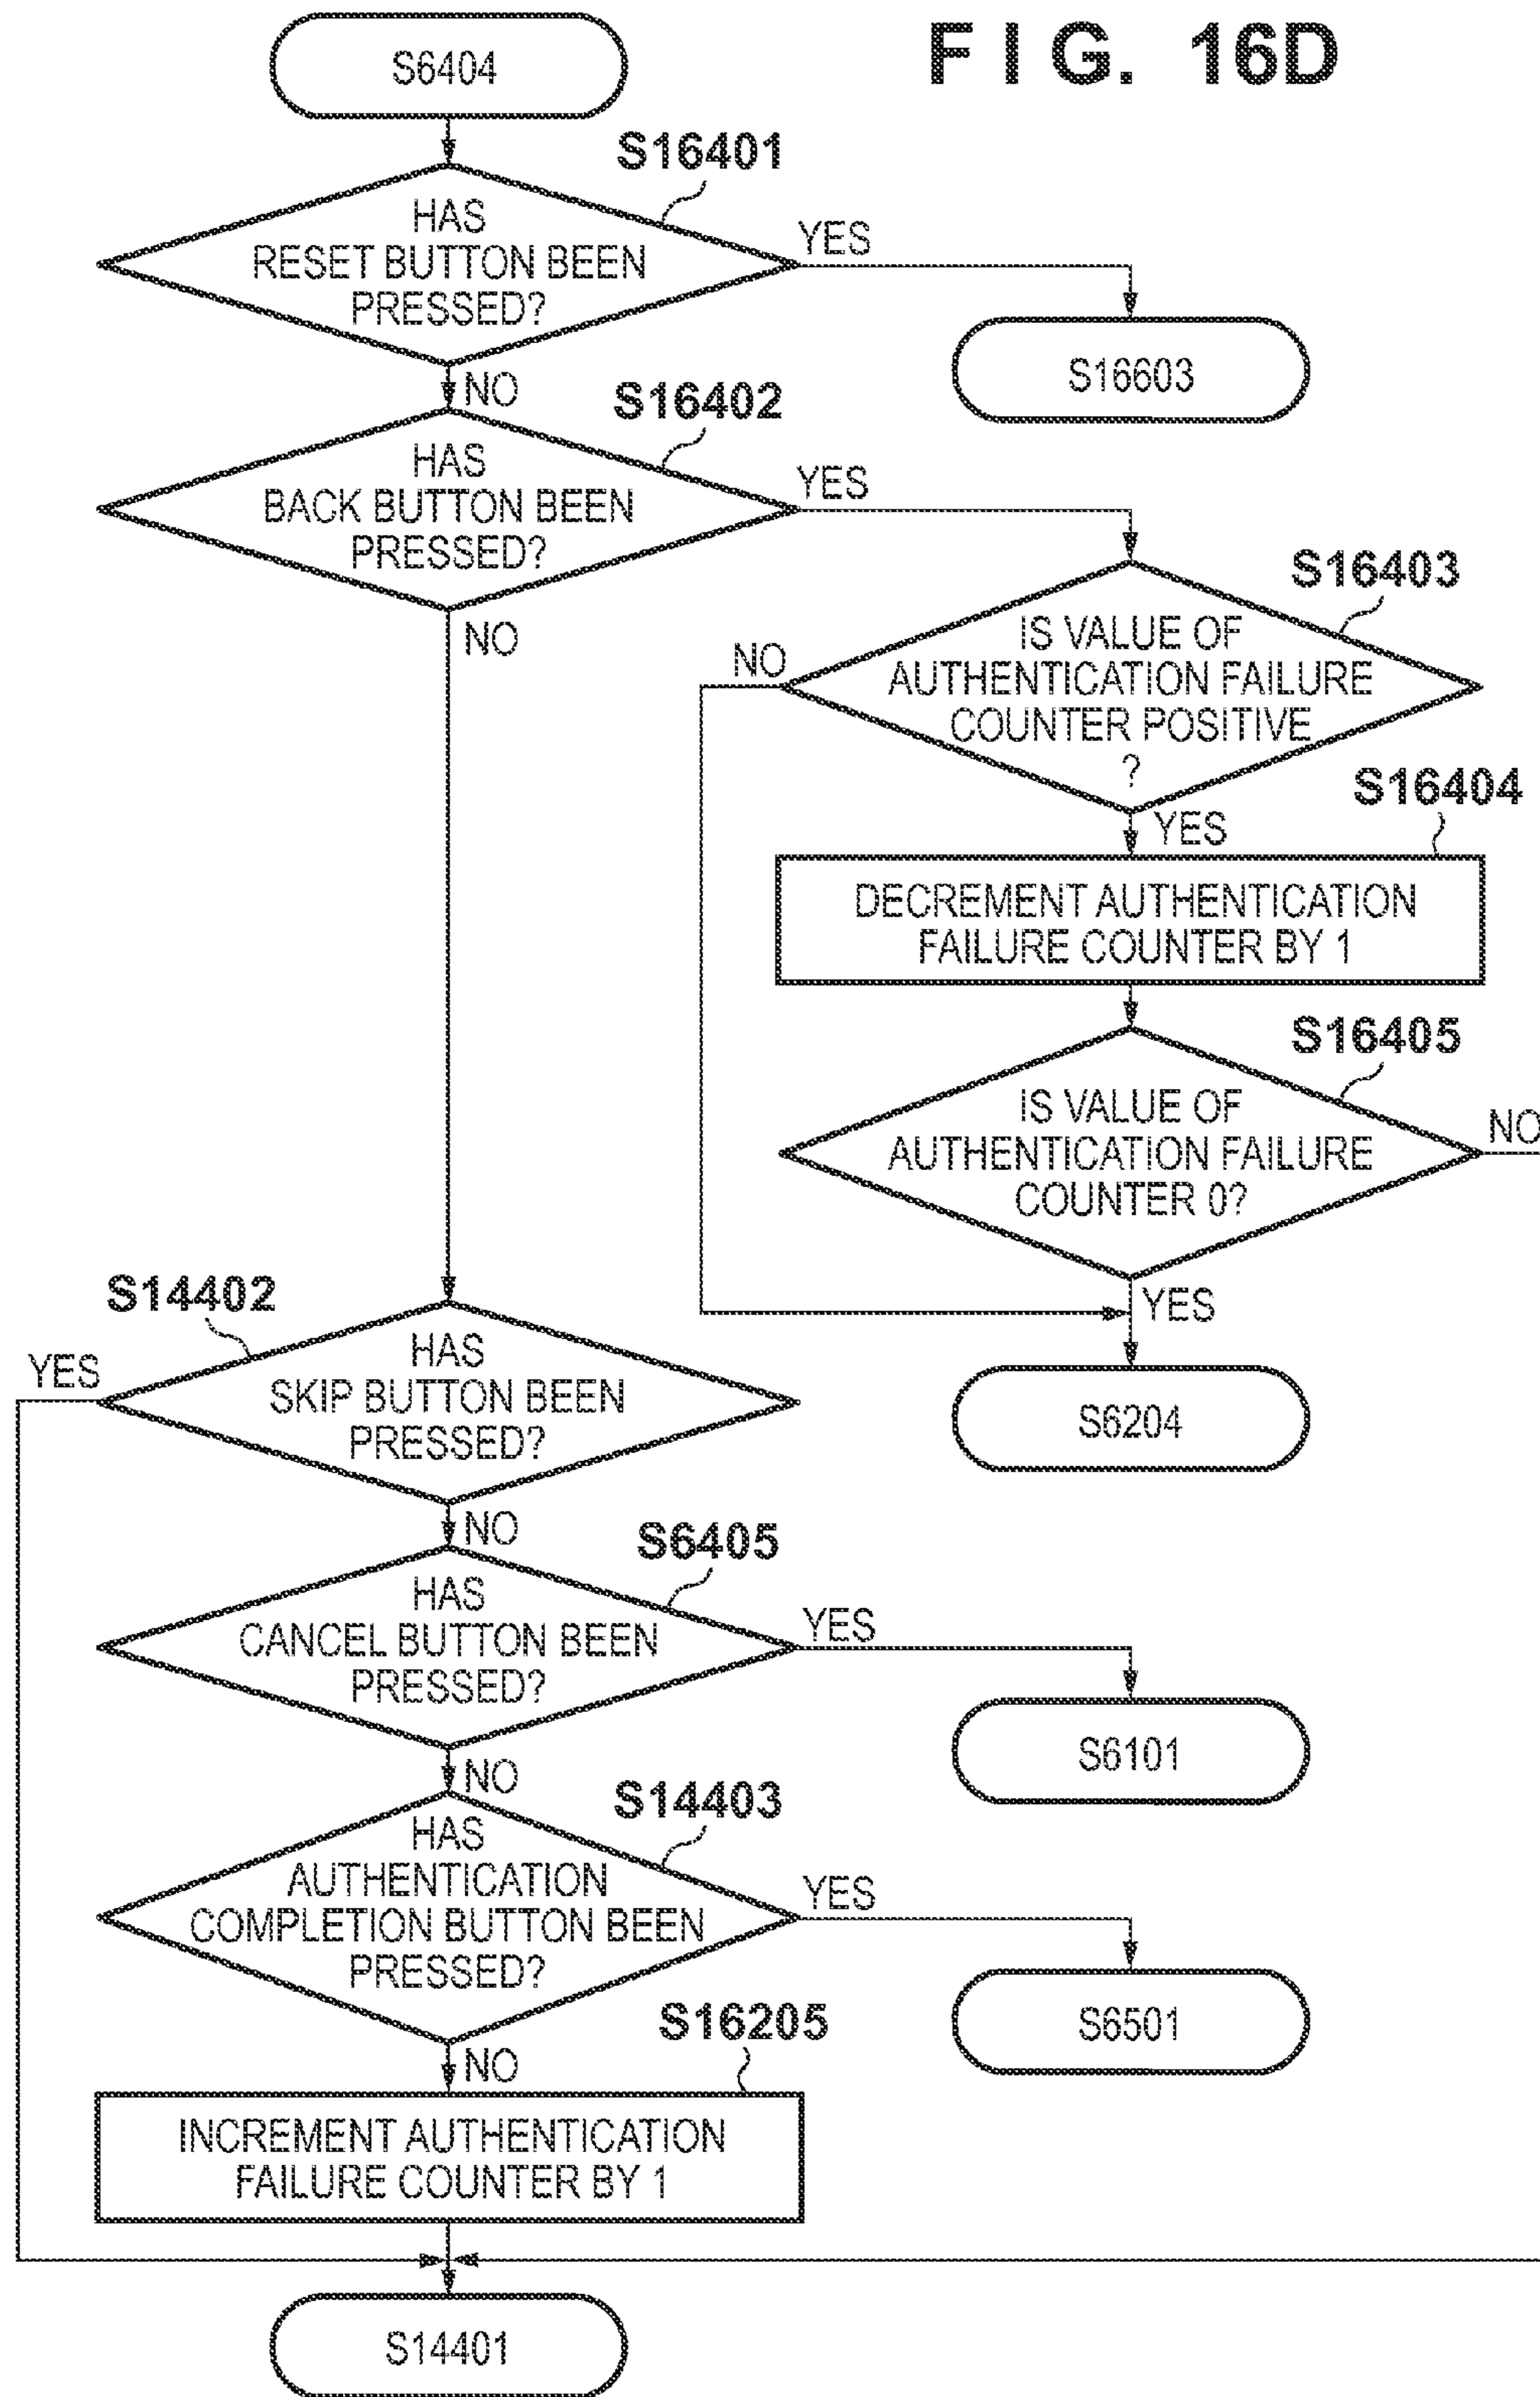 FIG. 16D
S6404
S16401
HAS
RESET BUTTON BEEN
PRESSED?
YES
S16603
NO
S16402
HAS
BACK BUTTON BEEN
PRESSED?
YES
NO
S16403
IS VALUE OF
AUTHENTICATION FAILURE
COUNTER POSITIVE
?
NO
YES
S16404
DECREMENT AUTHENTICATION
FAILURE COUNTER BY 1
S16405
IS VALUE OF
AUTHENTICATION FAILURE
COUNTER 0?
NO
YES
S6204
S14402
HAS
SKIP BUTTON BEEN
PRESSED?
YES
NO
S6405
HAS
CANCEL BUTTON BEEN
PRESSED?
YES
S6101
NO
S14403
HAS
AUTHENTICATION
COMPLETION BUTTON BEEN
PRESSED?
YES
S6501
NO
S16205
INCREMENT AUTHENTICATION
FAILURE COUNTER BY 1
S14401